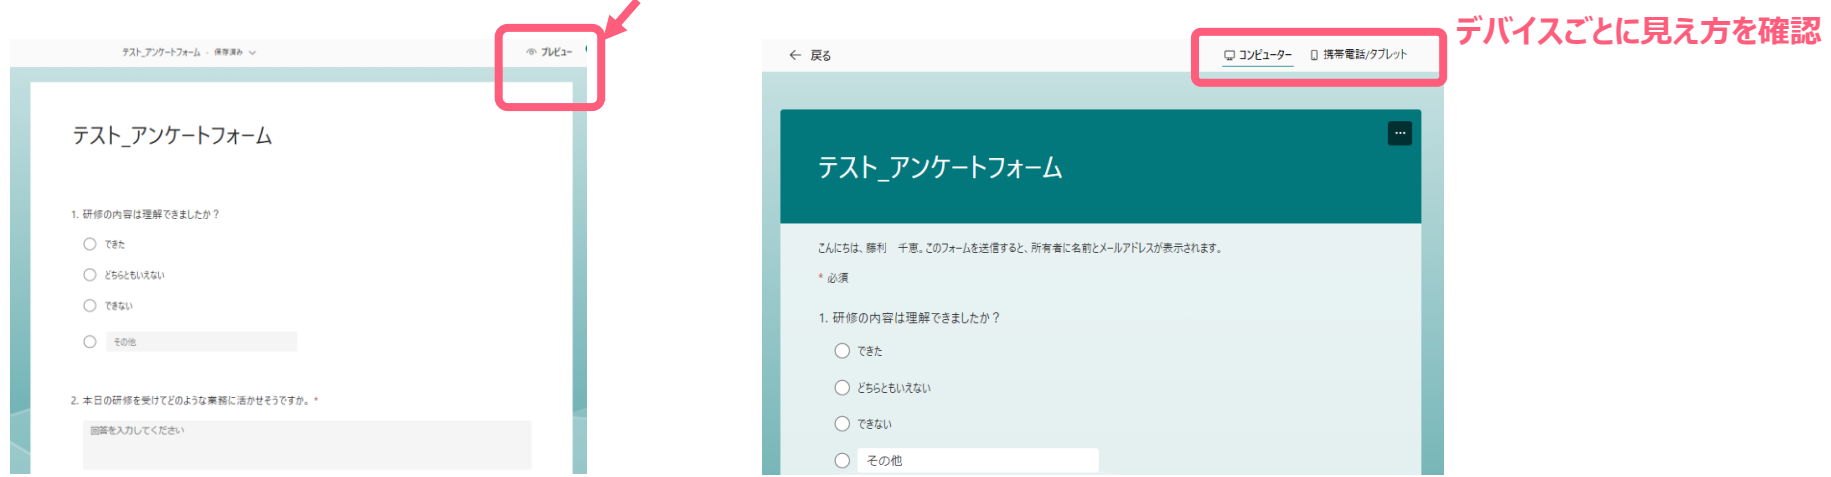 テスト_アンケートフォーム - 保存済み
プレビュー
テスト_アンケートフォーム
1. 研修の内容は理解できましたか？
できた
どちらともいえない
できない
その他
2. 本日の研修を受けてどのような業務に活かせそうですか。 *
回答を入力してください
デバイスごとに見え方を確認
← 戻る
コンピューター 携帯電話/タブレット
...
テスト_アンケートフォーム
こんにちは、藤利　千恵。このフォームを送信すると、所有者に名前とメールアドレスが表示されます。
* 必須
1. 研修の内容は理解できましたか？
できた
どちらともいえない
できない
その他